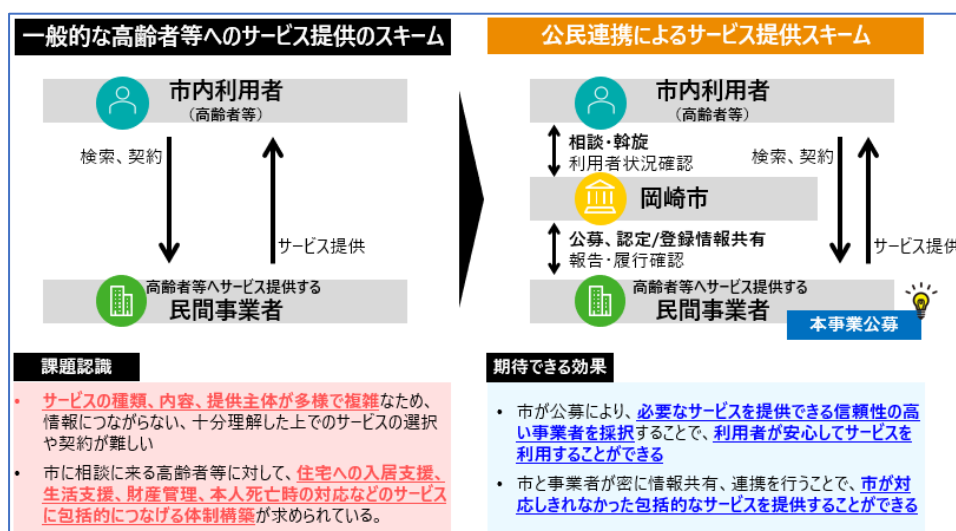 一般的な高齢者等へのサービス提供のスキーム
市内利用者
(高齢者等)
検索、契約
サービス提供
高齢者等へサービス提供する
民間事業者
課題認識
• サービスの種類、内容、提供主体が多様で複雑なため、
情報につながらない、十分理解した上でのサービスの選択
や契約が難しい
• 市に相談に来る高齢者等に対して、住宅への入居支援、
生活支援、財産管理、本人死亡時の対応などのサービス
に包括的につなげる体制構築が求められている。
公民連携によるサービス提供スキーム
市内利用者
(高齢者等)
相談・斡旋
利用者状況確認
検索、契約
岡崎市
公募、認定/登録情報共有
報告・履行確認
サービス提供
高齢者等へサービス提供する
民間事業者
本事業公募
期待できる効果
• 市が公募により、必要なサービスを提供できる信頼性の高
い事業者を採択することで、利用者が安心してサービスを
利用することができる
• 市と事業者が密に情報共有、連携を行うことで、市が対
応しきれなかった包括的なサービスを提供することができる